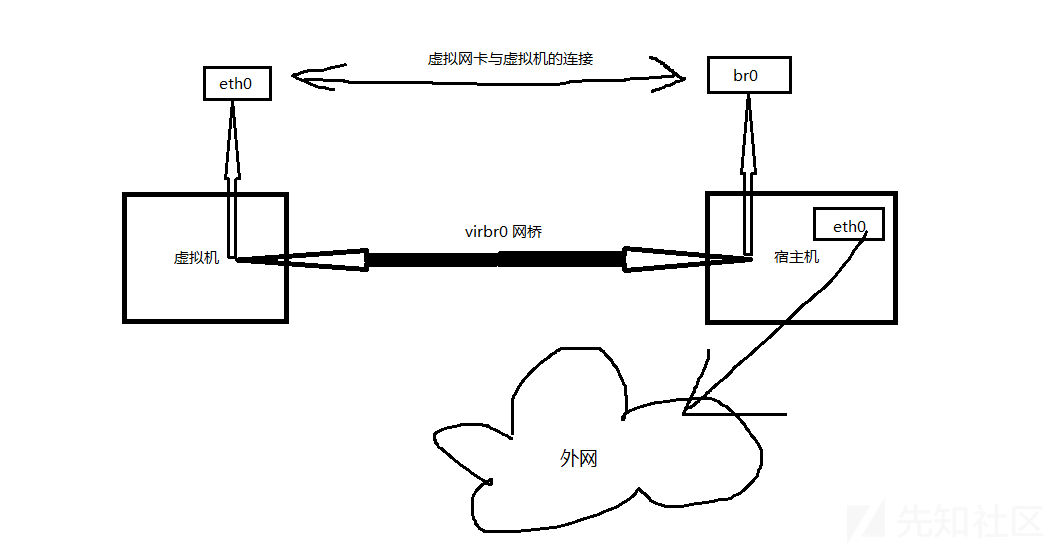 虚拟网卡与虚拟机的连接
eth0
br0
virbr0 网桥
eth0
虚拟机
宿主机
外网
先知社区